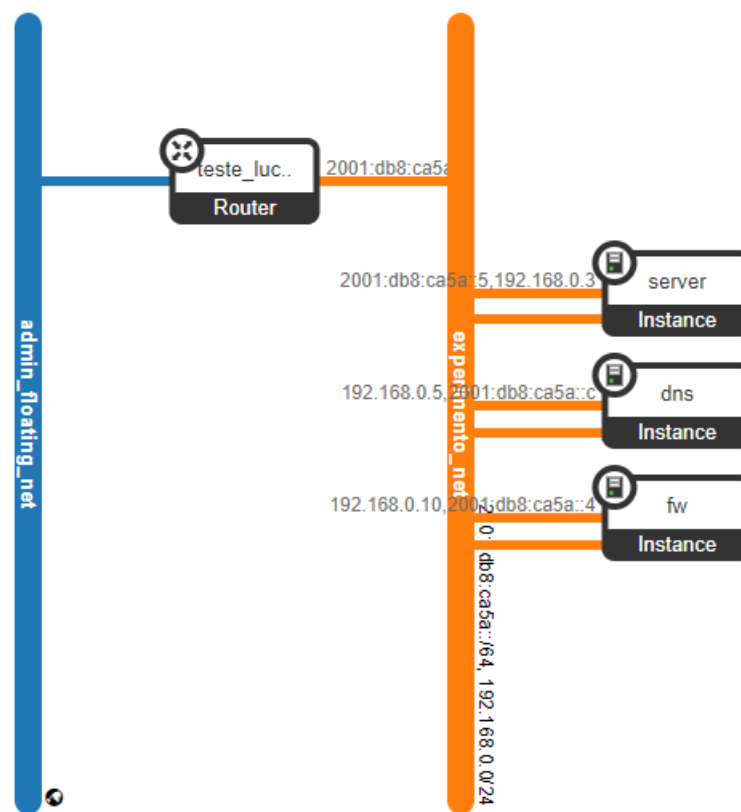 admin_floating_net
teste_luc..
Router
2001:db8:ca5a
experimento_net
2001:db8:ca5a::/64, 192.168.0.0/24
2001:db8:ca5a::5,192.168.0.3
server
Instance
192.168.0.5,2001:db8:ca5a::c
dns
Instance
192.168.0.10,2001:db8:ca5a::4
fw
Instance